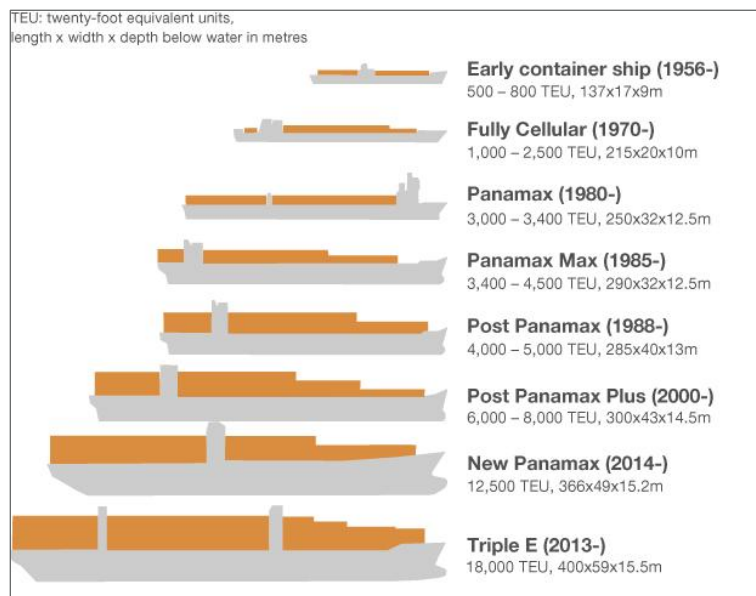 TEU: twenty-foot equivalent units,
length x width x depth below water in metres
Early container ship (1956-)
500 – 800 TEU, 137x17x9m
Fully Cellular (1970-)
1,000 – 2,500 TEU, 215x20x10m
Panamax (1980-)
3,000 – 3,400 TEU, 250x32x12.5m
Panamax Max (1985-)
3,400 – 4,500 TEU, 290x32x12.5m
Post Panamax (1988-)
4,000 – 5,000 TEU, 285x40x13m
Post Panamax Plus (2000-)
6,000 – 8,000 TEU, 300x43x14.5m
New Panamax (2014-)
12,500 TEU, 366x49x15.2m
Triple E (2013-)
18,000 TEU, 400x59x15.5m